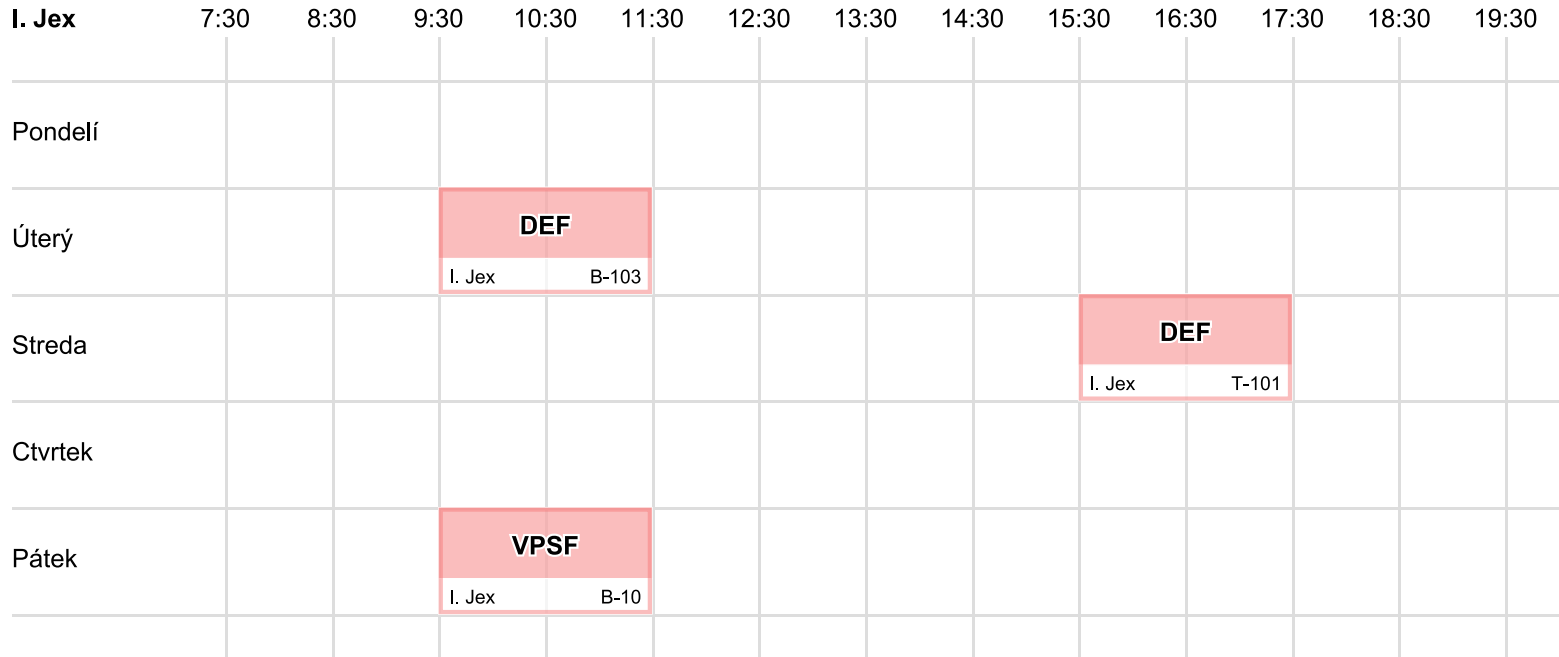 I. Jex 7:30 8:30 9:30 10:30 11:30 12:30 13:30 14:30 15:30 16:30 17:30 18:30 19:30
Pondelí
Úterý
DEF
I. Jex B-103
Streda
DEF
I. Jex T-101
Ctvrtek
Pátek
VPSF
I. Jex B-10